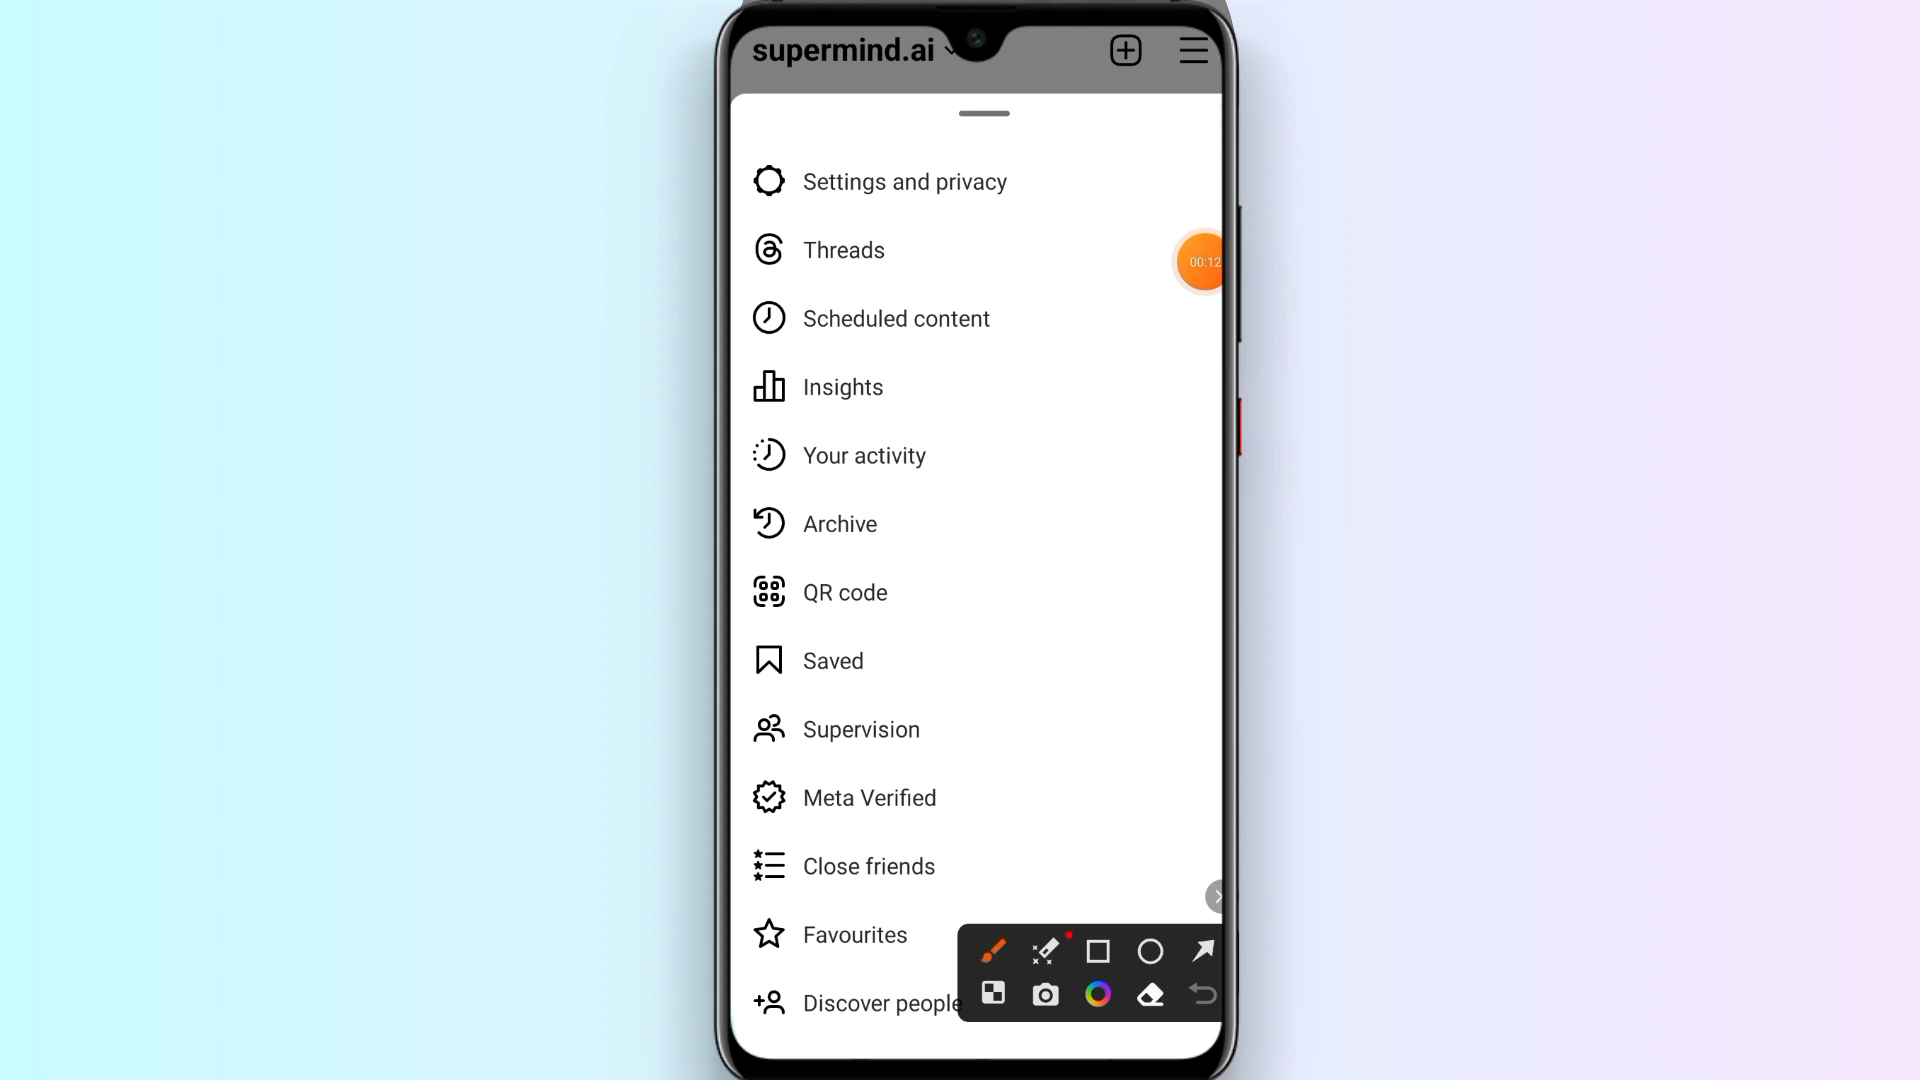 supermind.ai
Settings and privacy
Threads
00:12
Scheduled content
Insights
Your activity
Archive
QR code
Saved
Supervision
Meta Verified
Close friends
Favourites
Discover people